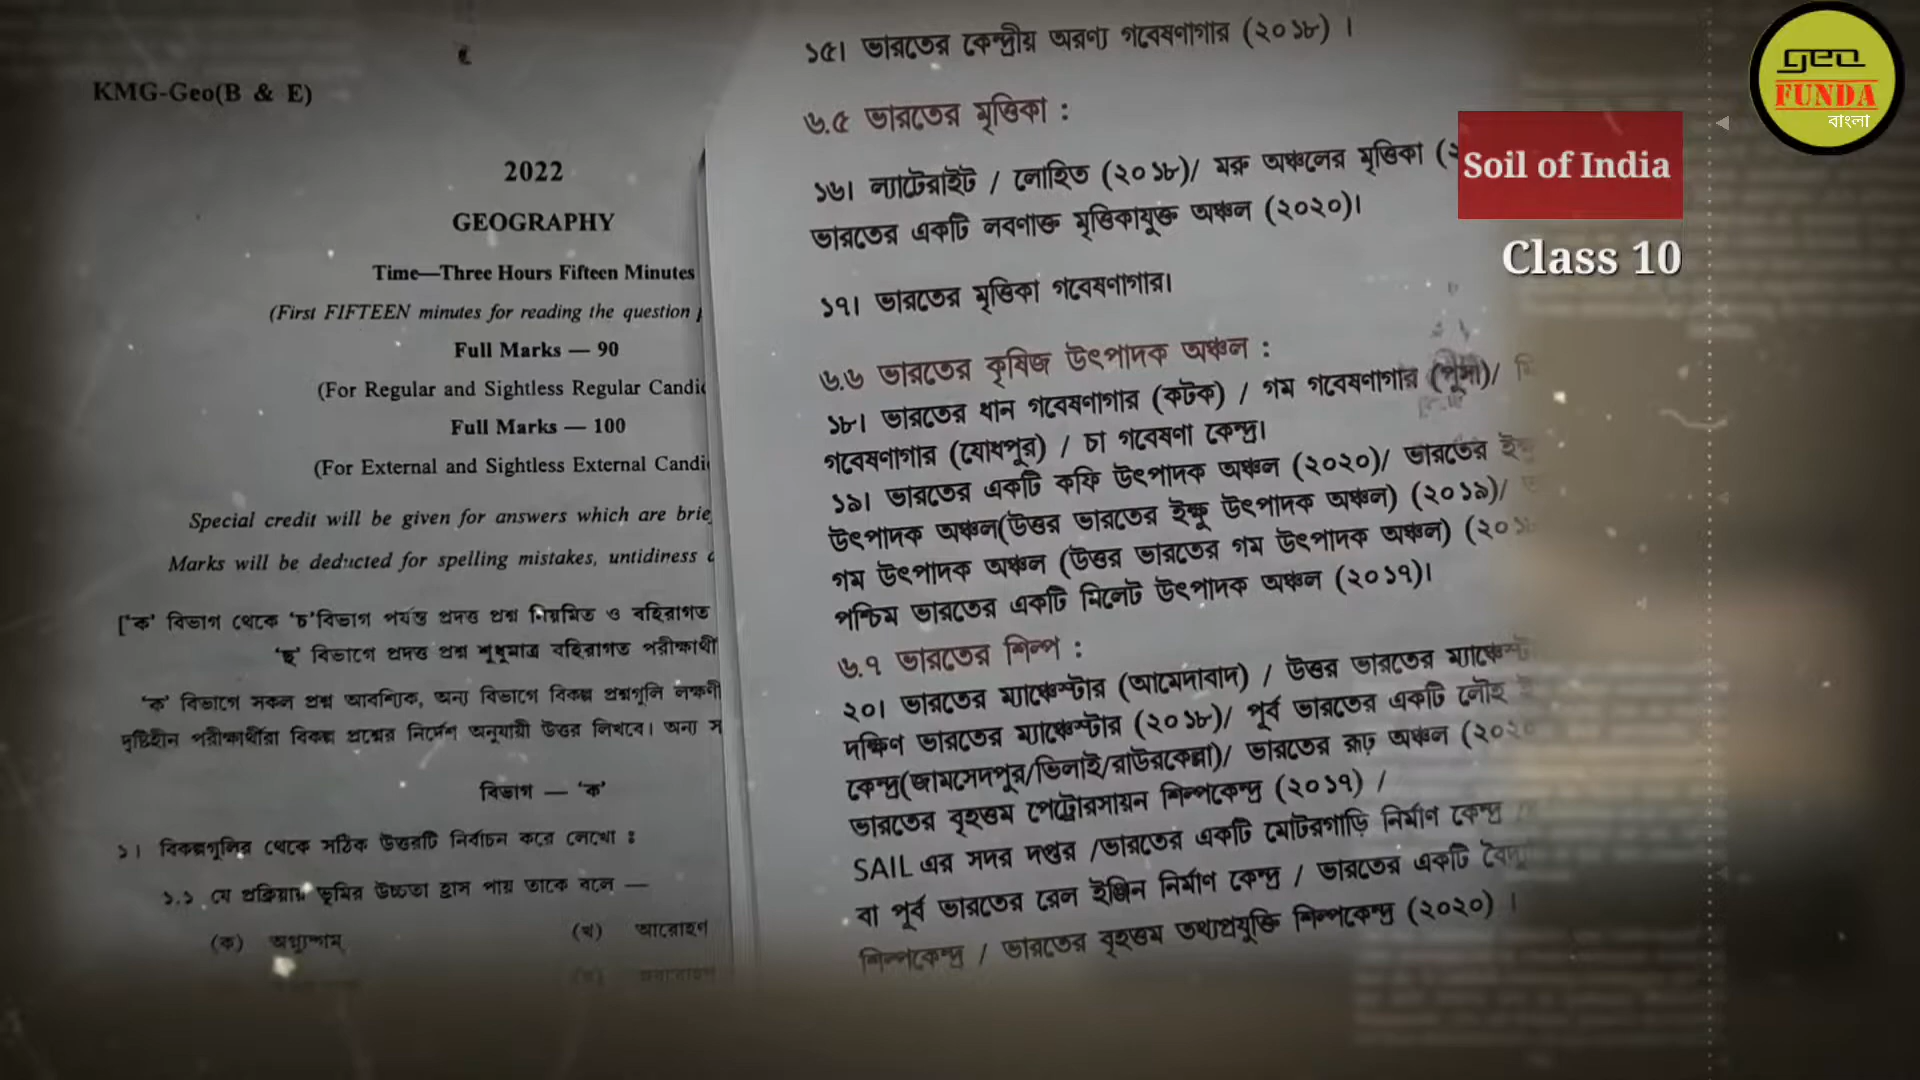 KMG-Geo(B & E)
2022
GEOGRAPHY
Time—Three Hours Fifteen Minutes
(First FIFTEEN minutes for reading the question
Full Marks — 90
(For Regular and Sightless Regular
Full Marks — 100
(For External and Sightless External
Special credit will be given for answers which are
Marks will be deducted for spelling mistakes, untidiness
['ক' বিভাগ থেকে 'চ' বিভাগ পর্যন্ত প্রদত্ত প্রশ্ন নিয়মিত ও বহিরাগত
'ছ' বিভাগে প্রদত্ত প্রশ্ন শুধুমাত্র বহিরাগত পরীক্ষার্থী
'ক' বিভাগে সকল প্রশ্ন আবশ্যিক, অন্য বিভাগে বিকল্প প্রশ্নগুলি লক্ষণী
দৃষ্টিহীন পরীক্ষার্থীরা বিকল্প প্রশ্নের নির্দেশ অনুযায়ী উত্তর লিখবে। অন্য
বিভাগ — 'ক'
১। বিকল্পগুলির থেকে সঠিক উত্তরটি নির্বাচন করে লেখো :
১.১ যে প্রক্রিয়ায় ভূমির উচ্চতা হ্রাস পায় তাকে বলে —
(ক) (খ) আরোহণ
১৫। ভারতের কেন্দ্রীয় অরণ্য গবেষণাগার (২০১৮) ।
৬.৫ ভারতের মৃত্তিকা :
১৬। ল্যাটেরাইট / লোহিত (২০১৮)/ মরু অঞ্চলের মৃত্তিকা
ভারতের একটি লবণাক্ত মৃত্তিকাযুক্ত অঞ্চল (২০২০)।
১৭। ভারতের মৃত্তিকা গবেষণাগার।
৬.৬ ভারতের কৃষিজ উৎপাদক অঞ্চল :
১৮। ভারতের ধান গবেষণাগার (কটক) / গম গবেষণাগার (পুসা)/
গবেষণাগার (যোধপুর) / চা গবেষণা কেন্দ্র।
১৯। ভারতের একটি কফি উৎপাদক অঞ্চল (২০২০)/ ভারতের
উৎপাদক অঞ্চল(উত্তর ভারতের ইক্ষু উৎপাদক অঞ্চল) (২০১৯)/
গম উৎপাদক অঞ্চল (উত্তর ভারতের গম উৎপাদক অঞ্চল)
পশ্চিম ভারতের একটি মিলেট উৎপাদক অঞ্চল (২০১৭)।
৬.৭ ভারতের শিল্প :
২০। ভারতের ম্যাঞ্চেস্টার (আমেদাবাদ) / উত্তর ভারতের
দক্ষিণ ভারতের ম্যাঞ্চেস্টার (২০১৮)/ পূর্ব ভারতের একটি লৌহ
কেন্দ্র(জামসেদপুর/ভিলাই/রাউরকেল্লা)/ ভারতের রূঢ় অঞ্চল
ভারতের বৃহত্তম পেট্রোরসায়ন শিল্পকেন্দ্র (২০১৭) /
SAIL এর সদর দপ্তর /ভারতের একটি মোটরগাড়ি নির্মাণ কেন্দ্র
বা পূর্ব ভারতের রেল ইঞ্জিন নির্মাণ কেন্দ্র / ভারতের একটি
শিল্পকেন্দ্র / ভারতের বৃহত্তম তথ্যপ্রযুক্তি শিল্পকেন্দ্র (২০২০) ।
Soil of India
Class 10
geo
FUNDA
বাংলা